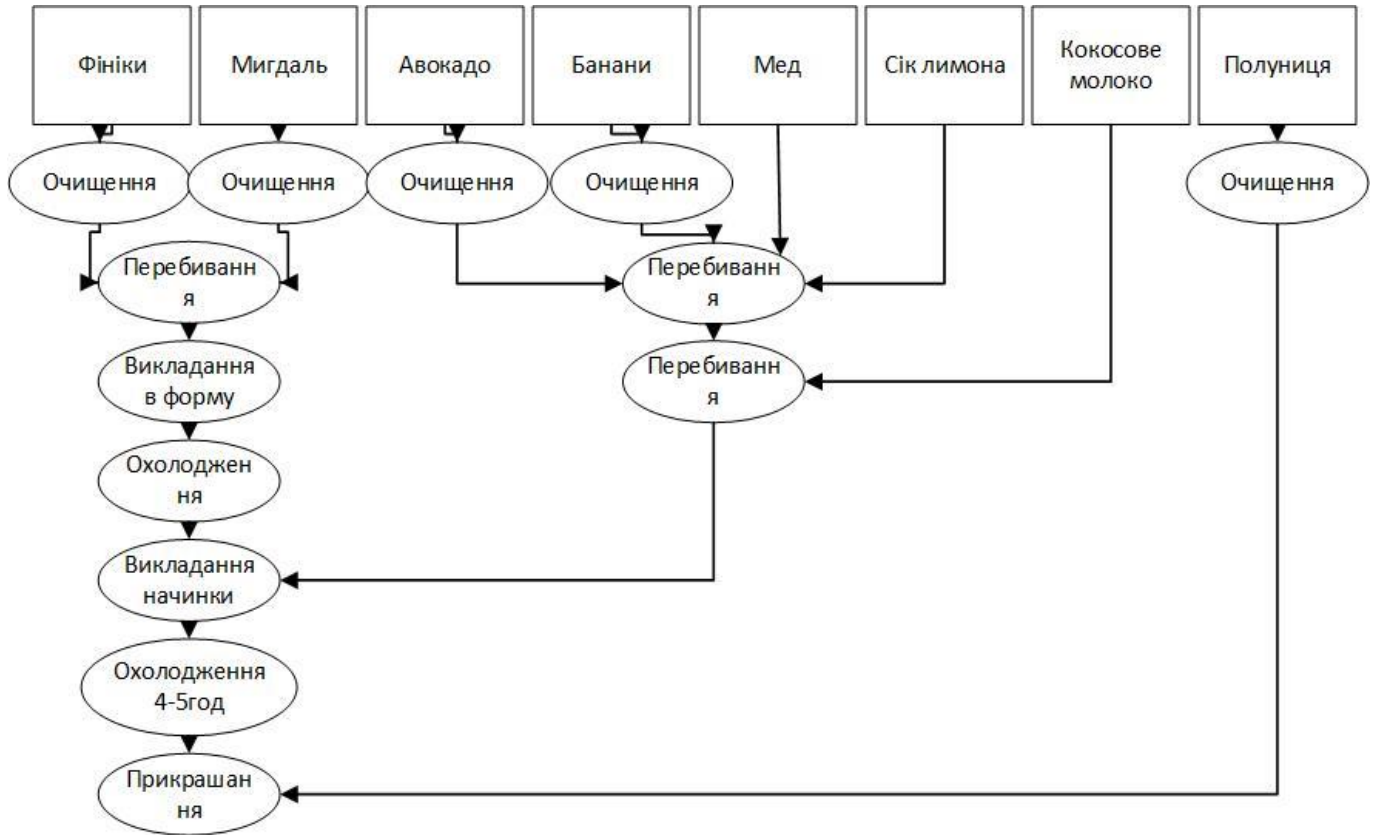 Фініки
Мигдаль
Авокадо
Банани
Мед
Сік лимона
Кокосове
молоко
Полуниця
Очищення
Очищення
Очищення
Очищення
Очищення
Перебиванн
я
Перебиванн
я
Викладання
в форму
Перебиванн
я
Охолоджен
ня
Викладання
начинки
Охолодження
4-5год
Прикрашан
ня